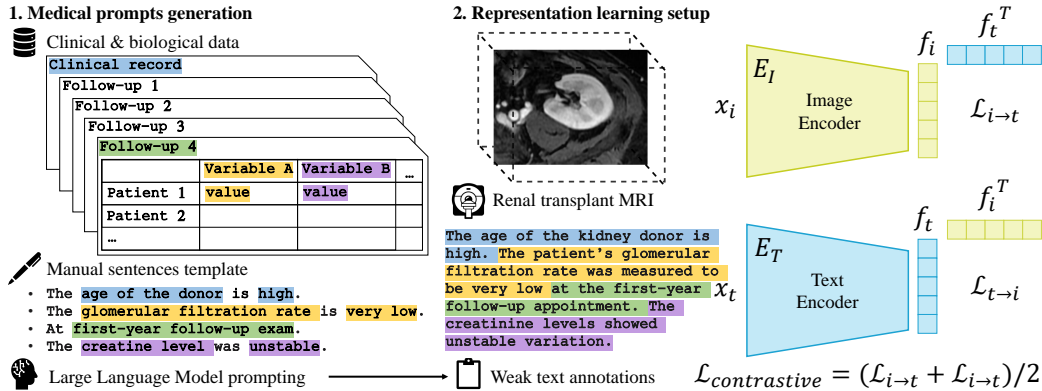 1. Medical prompts generation
Clinical & biological data
Clinical record
Follow-up 1
Follow-up 2
Follow-up 3
Follow-up 4
Variable A Variable B ...
Patient 1 value value
Patient 2
...
Manual sentences template
• The age of the donor is high.
• The glomerular filtration rate is very low.
• At first-year follow-up exam.
• The creatine level was unstable.
Large Language Model prompting
2. Representation learning setup
Renal transplant MRI
The age of the kidney donor is
high. The patient's glomerular
filtration rate was measured to
be very low at the first-year
follow-up appointment. The
creatinine levels showed
unstable variation.
Weak text annotations
x_i
E_I
Image
Encoder
f_i
f_t^T
ℒ_{i→t}
x_t
E_T
Text
Encoder
f_t
f_i^T
ℒ_{t→i}
ℒ_{contrastive} = (ℒ_{i→t} + ℒ_{i→t})/2